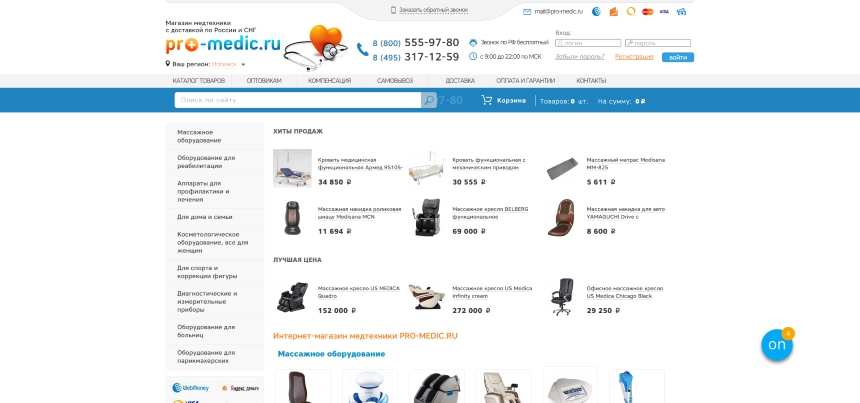 Заказать обратный звонок
mail@pro-medic.ru
VISA
Магазин медтехники
с доставкой по России и СНГ
pro-medic.ru
Ваш регион: Ногинск
8 (800) 555-97-80
8 (495) 317-12-59
Звонок по РФ бесплатный
с 9:00 до 22:00 по МСК
Вход:
логин
пароль
Забыли пароль?
Регистрация
ВОЙТИ
КАТАЛОГ ТОВАРОВ
ОПТОВИКАМ
КОМПЕНСАЦИЯ
САМОВЫВОЗ
ДОСТАВКА
ОПЛАТА И ГАРАНТИИ
КОНТАКТЫ
Поиск по сайту
7-80
Корзина
Товаров: 0 шт.
На сумму: 0 ₽
Массажное
оборудование
Оборудование для
реабилитации
Аппараты для
профилактики и
лечения
Для дома и семьи
Косметологическое
оборудование, все для
женщин
Для спорта и
коррекции фигуры
Диагностические и
измерительные
приборы
Оборудование для
больниц
Оборудование для
парикмахерских
WebMoney
Яндекс Деньги
VISA
ХИТЫ ПРОДАЖ
Кровать медицинская
функциональная Армед RS105-
34 850 ₽
Кровать функциональная с
механическим приводом
30 555 ₽
Массажный матрас Medisana
MM-825
5 611 ₽
Массажная накидка роликовая
шиацу Medisana MCN
11 694 ₽
Массажное кресло BELBERG
функциональное
69 000 ₽
Массажная накидка для авто
YAMAGUCHI Drive с
8 600 ₽
ЛУЧШАЯ ЦЕНА
Массажное кресло US MEDICA
Quadro
152 000 ₽
Массажное кресло US Medica
Infinity cream
272 000 ₽
Офисное массажное кресло
US Medica Chicago Black
29 250 ₽
Интернет-магазин медтехники PRO-MEDIC.RU
Массажное оборудование
on
4